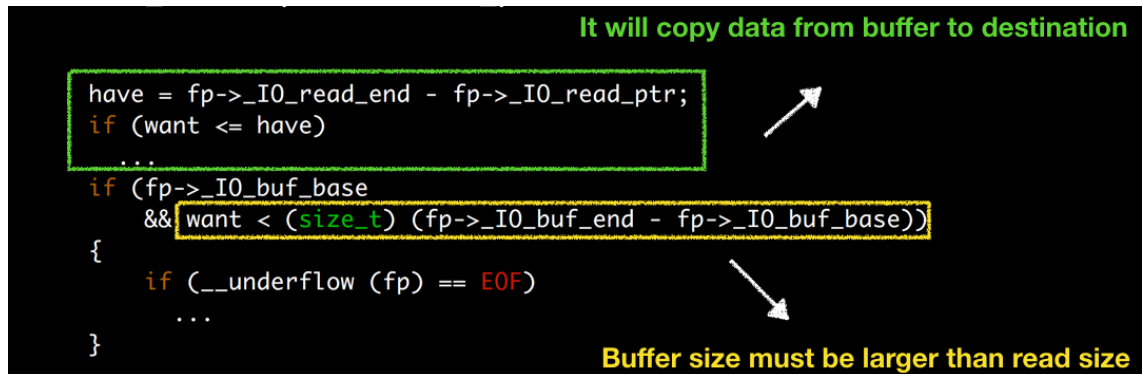 It will copy data from buffer to destination
have = fp->_IO_read_end - fp->_IO_read_ptr;
if (want <= have)
...
if (fp->_IO_buf_base
&& want < (size_t) (fp->_IO_buf_end - fp->_IO_buf_base))
{
if (__underflow (fp) == EOF)
...
}
Buffer size must be larger than read size